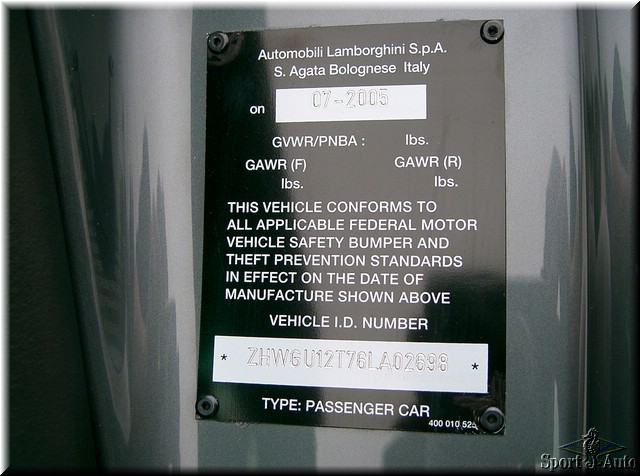 Automobili Lamborghini S.p.A.
S. Agata Bolognese Italy
on 07-2005
GVWR/PNBA : lbs.
GAWR (F) GAWR (R)
lbs. lbs.
THIS VEHICLE CONFORMS TO
ALL APPLICABLE FEDERAL MOTOR
VEHICLE SAFETY BUMPER AND
THEFT PREVENTION STANDARDS
IN EFFECT ON THE DATE OF
MANUFACTURE SHOWN ABOVE
VEHICLE I.D. NUMBER
* ZHWGU12T76LA02698 *
TYPE: PASSENGER CAR
400 010 525
Sport Auto